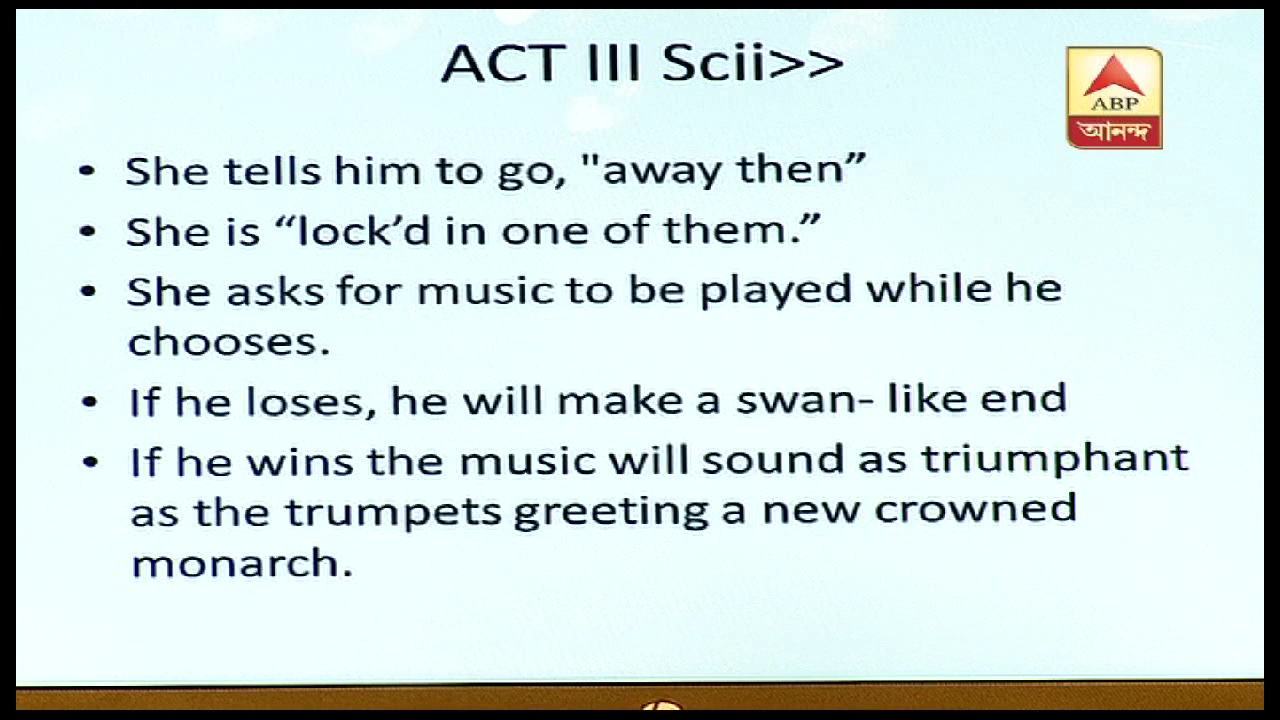 ACT III Scii>>
ABP
আনন্দ
• She tells him to go, "away then”
• She is “lock’d in one of them.”
• She asks for music to be played while he
chooses.
• If he loses, he will make a swan- like end
• If he wins the music will sound as triumphant
as the trumpets greeting a new crowned
monarch.